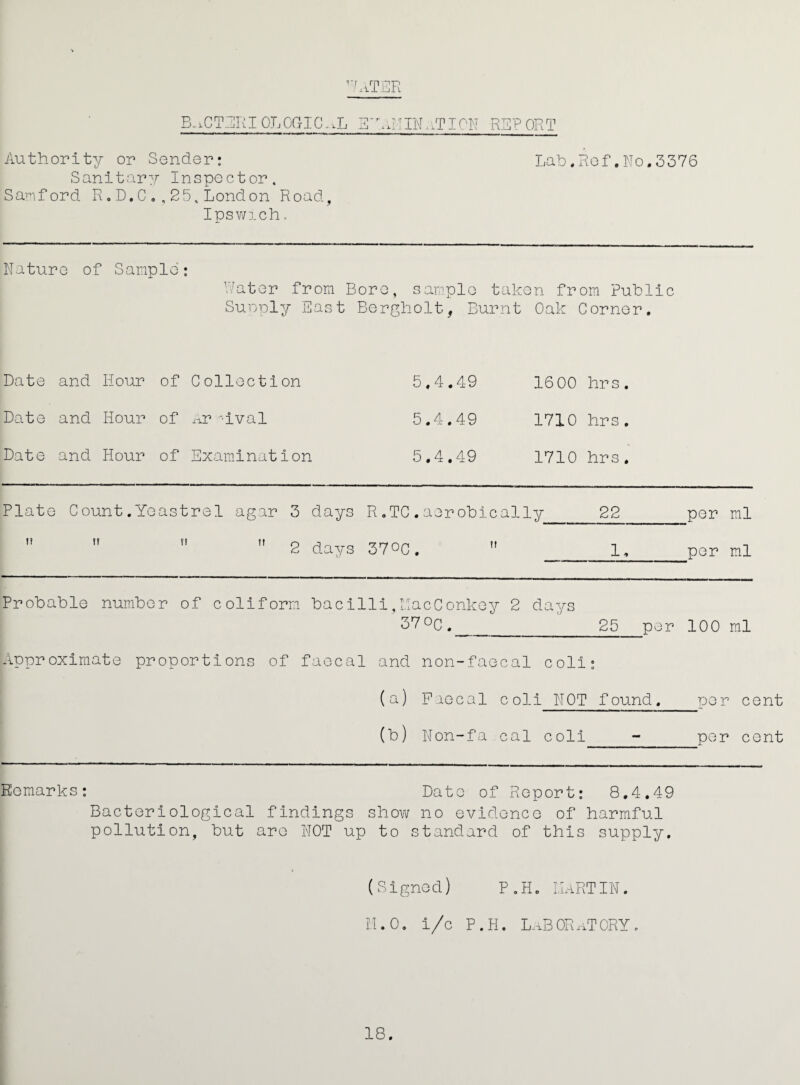 WATER
BACTERIOLOGICAL EXAMINATION REPORT
Authority or Sender: Lab.Ref.No.3376
Sanitary Inspector.
Samford R.D.C.,25,London Road,
Ipswich.
Nature of Sample:
Water from Bore, sample taken from Public
Supply East Bergholt, Burnt Oak Corner.
Date and Hour of Collection 5.4.49 1600 hrs.
Date and Hour of Ar ival 5.4.49 1710 hrs.
Date and Hour of Examination 5.4.49 1710 hrs.
Plate Count.Yeastrel agar 3 days R.TC.aerobically 22 per ml
" " " " 2 days 37°C. " 1. per ml
Probable number of coliform bacilli,MacConkey 2 days
37°C. 25 per 100 ml
Approximate proportions of faecal and non-faecal coli:
(a) Faecal coli NOT found. per cent
(b) Non-fa cal coli - per cent
Remarks: Date of Report: 8.4.49
Bacteriological findings show no evidence of harmful
pollution, but are NOT up to standard of this supply.
(Signed) P.H. MARTIN.
M.O. i/c P.H. LABORATORY.
18.